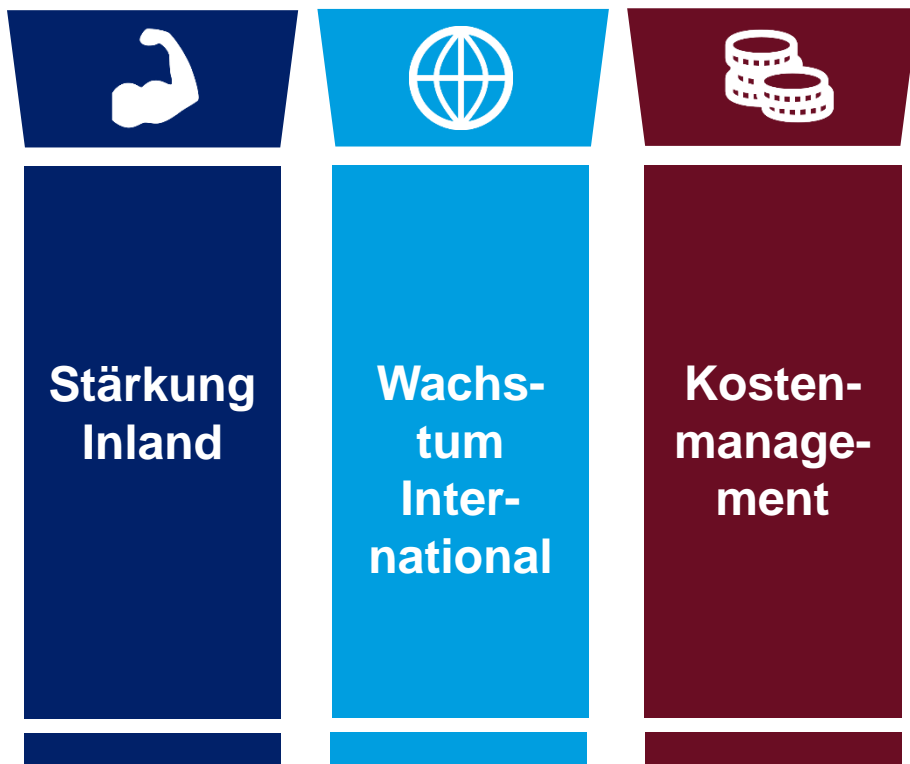 Stärkung
Inland
Wachs-
tum
Inter-
national
Kosten-
manage-
ment